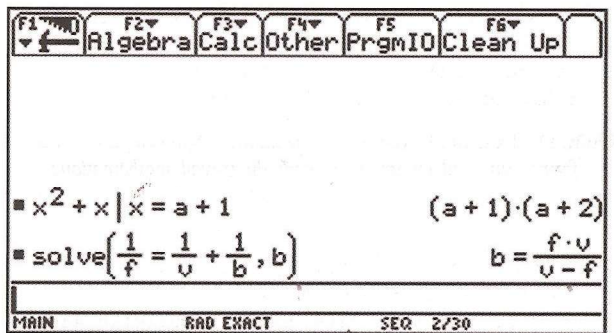 F1 F2 Algebra F3 Calc F4 Other F5 PrgmIO F6 Clean Up
x² + x | x = a + 1 (a + 1)·(a + 2)
solve(1/f = 1/v + 1/b, b) b = f·v/(v − f)
MAIN RAD EXACT SEQ 2/30